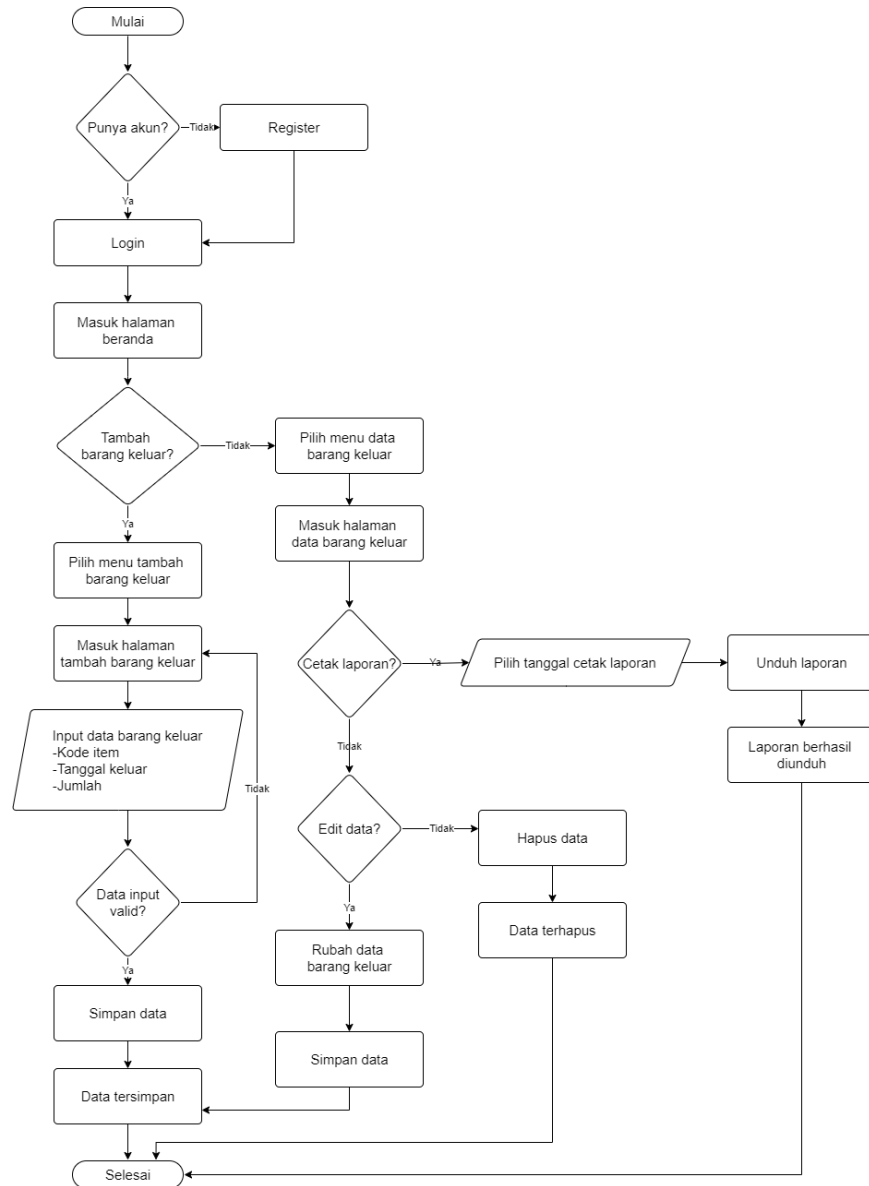 Mulai
Punya akun?
Tidak
Register
Ya
Login
Masuk halaman
beranda
Tambah
barang keluar?
Tidak
Pilih menu data
barang keluar
Masuk halaman
data barang keluar
Ya
Pilih menu tambah
barang keluar
Masuk halaman
tambah barang keluar
Cetak laporan?
Ya
Pilih tanggal cetak laporan
Unduh laporan
Laporan berhasil
diunduh
Input data barang keluar
-Kode item
-Tanggal keluar
-Jumlah
Tidak
Tidak
Edit data?
Tidak
Hapus data
Data terhapus
Data input
valid?
Ya
Rubah data
barang keluar
Ya
Simpan data
Simpan data
Data tersimpan
Selesai